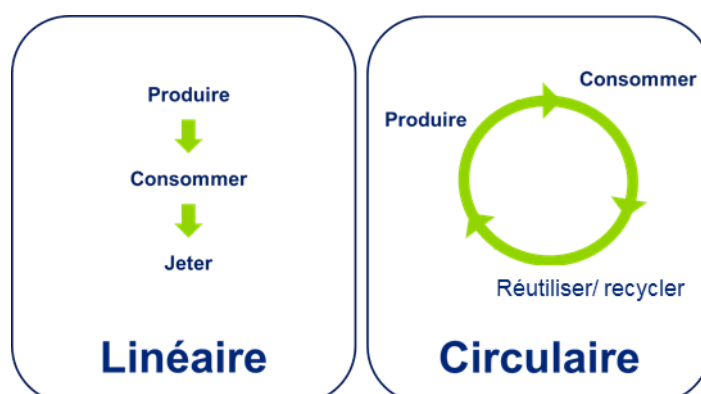 Produire
Consommer
Jeter
Linéaire
Consommer
Produire
Réutiliser/ recycler
Circulaire